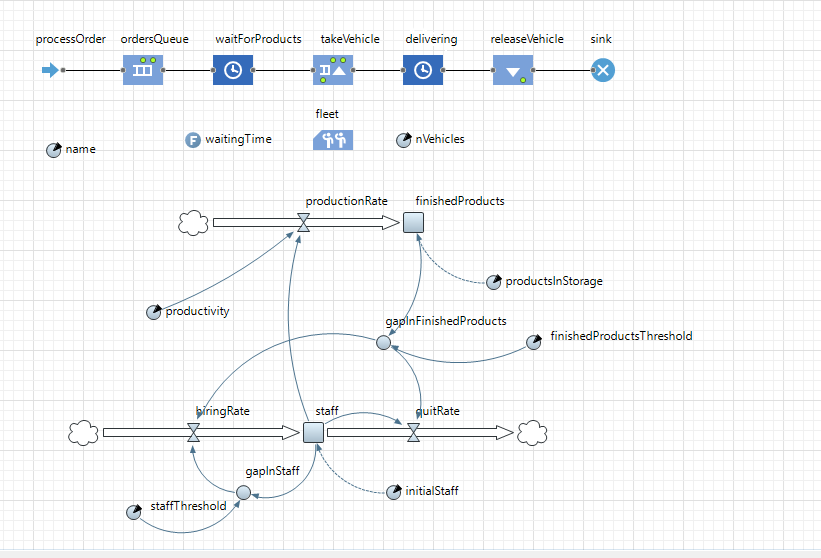 processOrder
ordersQueue
waitForProducts
takeVehicle
delivering
releaseVehicle
sink
fleet
name
F
waitingTime
nVehicles
productionRate
finishedProducts
productsInStorage
productivity
gapInFinishedProducts
finishedProductsThreshold
hiringRate
staff
quitRate
gapInStaff
initialStaff
staffThreshold